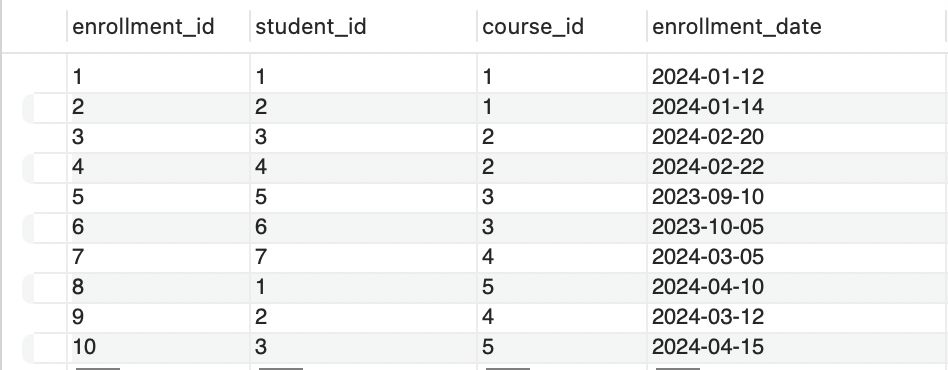 enrollment_id student_id course_id enrollment_date
1 1 1 2024-01-12
2 2 1 2024-01-14
3 3 2 2024-02-20
4 4 2 2024-02-22
5 5 3 2023-09-10
6 6 3 2023-10-05
7 7 4 2024-03-05
8 1 5 2024-04-10
9 2 4 2024-03-12
10 3 5 2024-04-15